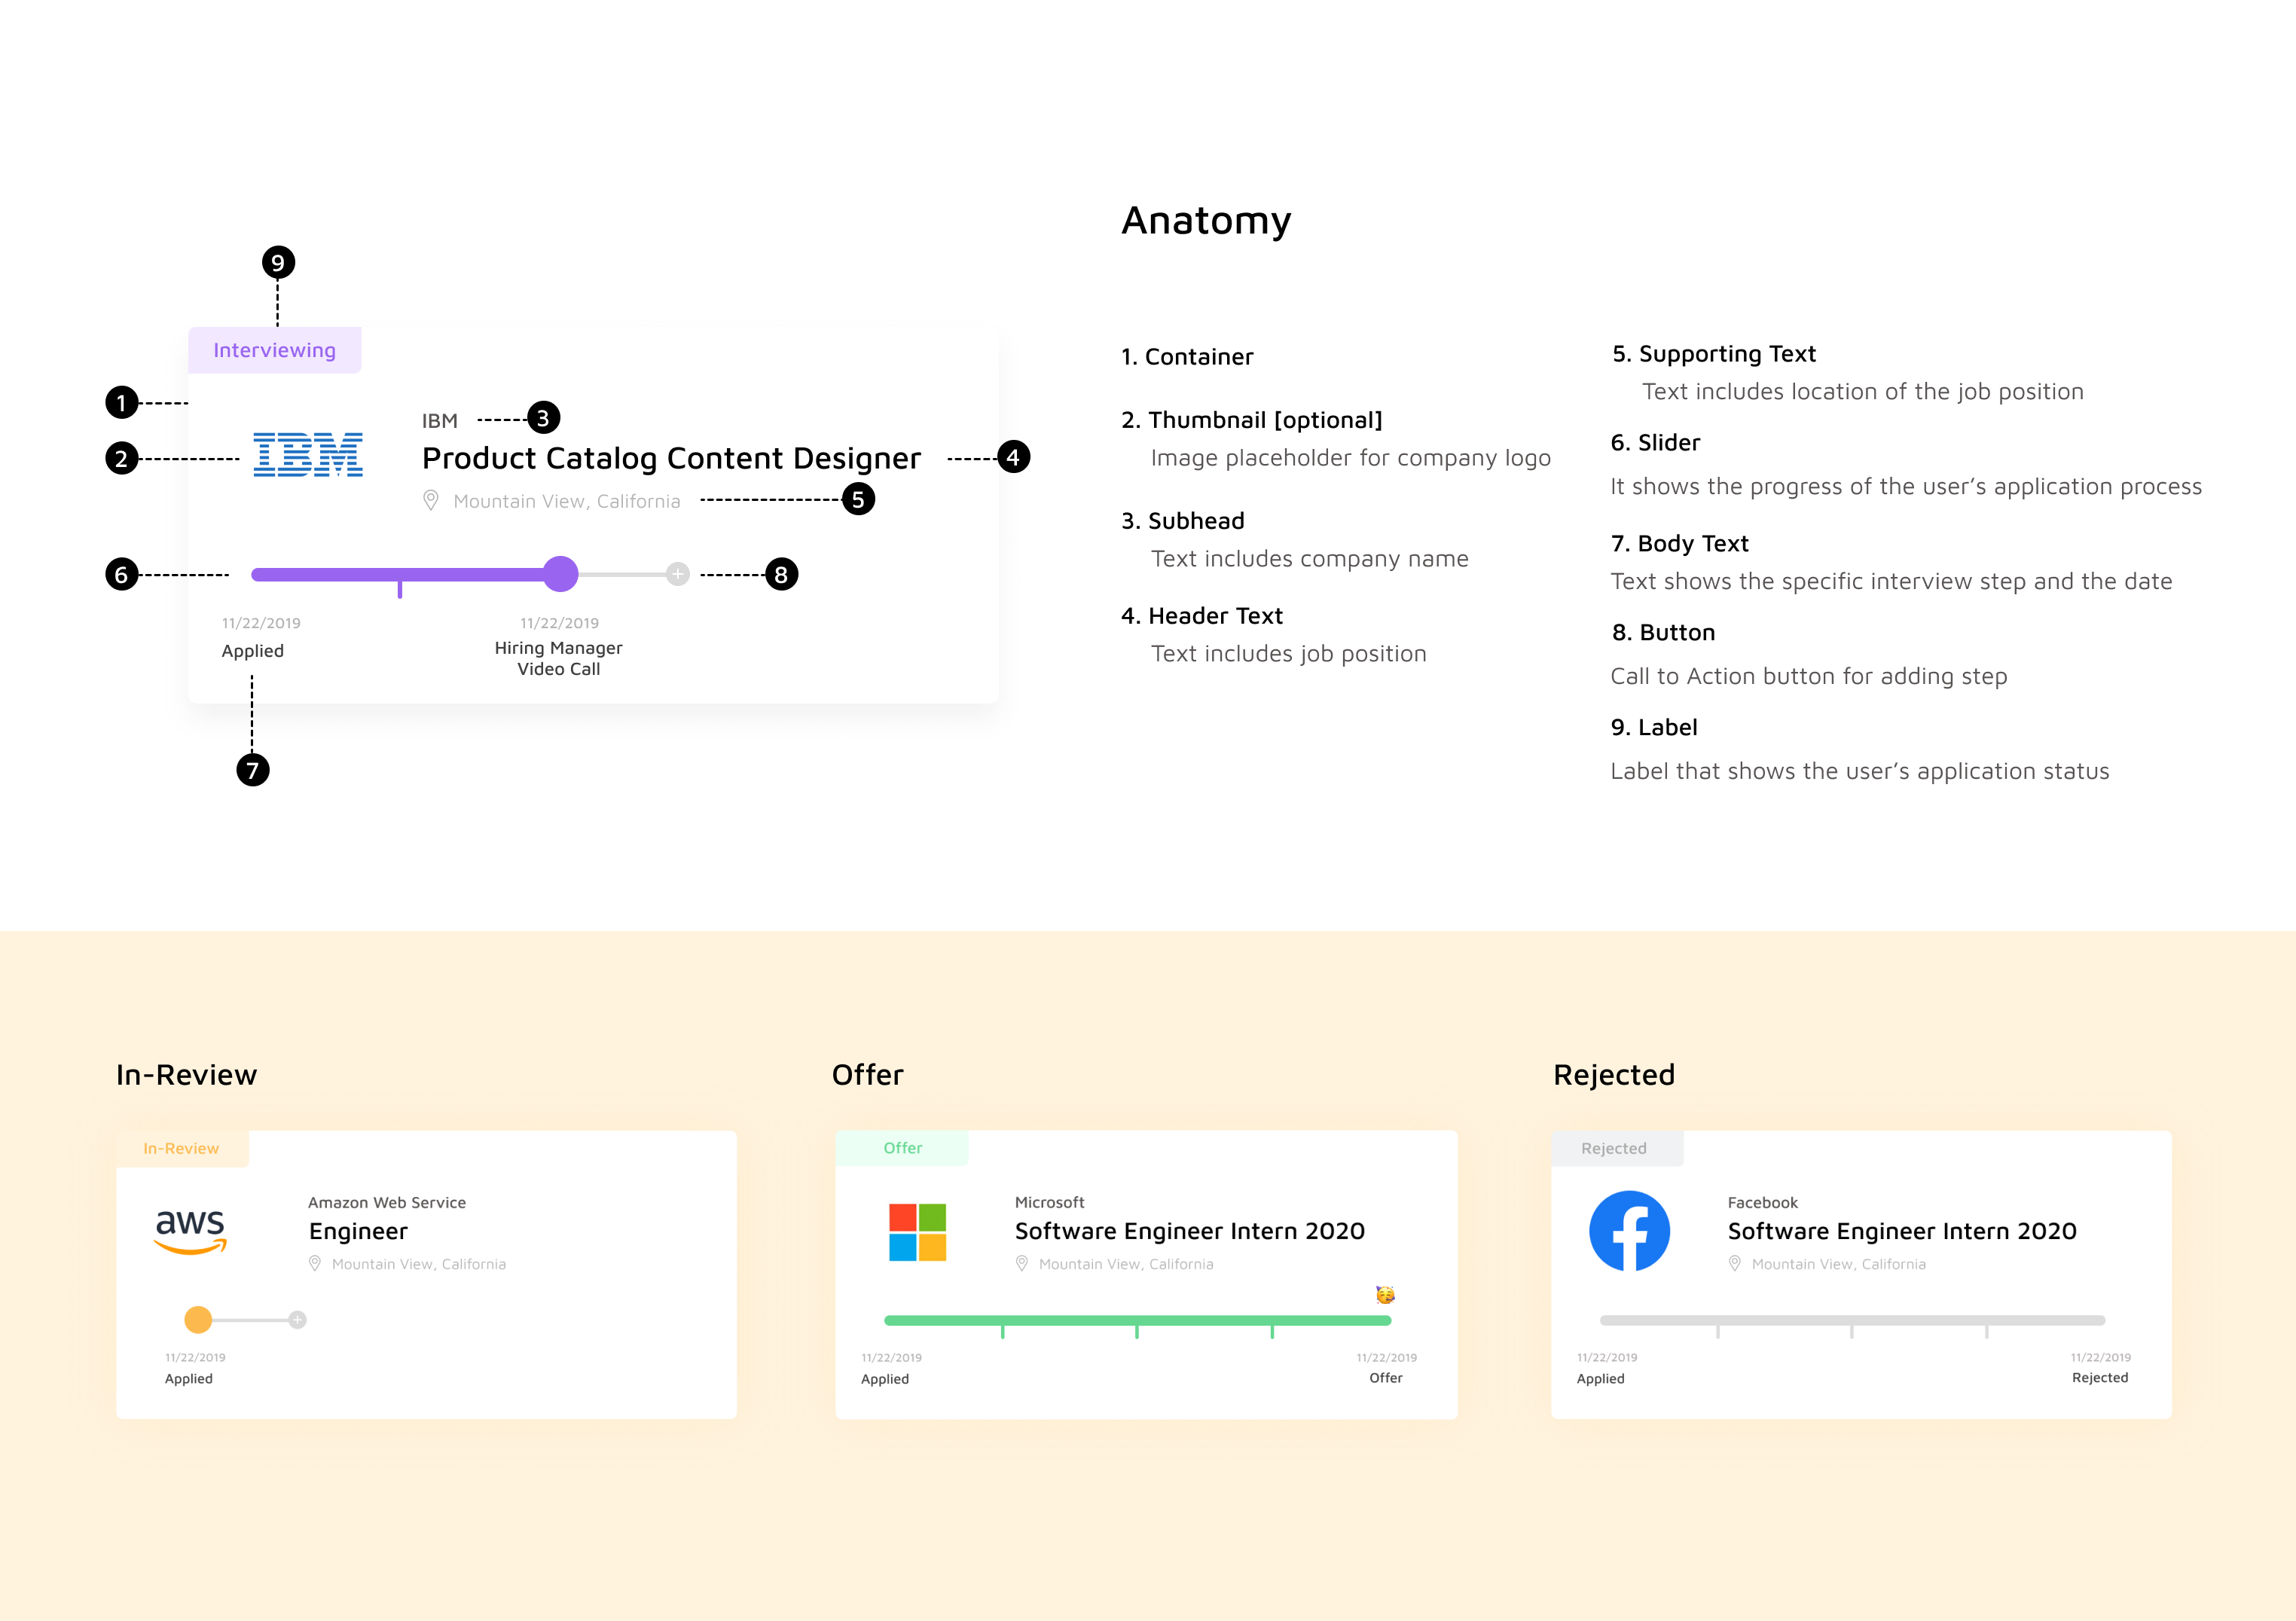 Anatomy
9
Interviewing
1
IBM
3
IBM
2
Product Catalog Content Designer
4
Mountain View, California
5
6
+
8
11/22/2019
Applied
11/22/2019
Hiring Manager
Video Call
7
1. Container
2. Thumbnail [optional]
Image placeholder for company logo
3. Subhead
Text includes company name
4. Header Text
Text includes job position
5. Supporting Text
Text includes location of the job position
6. Slider
It shows the progress of the user’s application process
7. Body Text
Text shows the specific interview step and the date
8. Button
Call to Action button for adding step
9. Label
Label that shows the user’s application status
In-Review
In-Review
aws
Amazon Web Service
Engineer
Mountain View, California
+
11/22/2019
Applied
Offer
Offer
Microsoft
Software Engineer Intern 2020
Mountain View, California
11/22/2019
Applied
11/22/2019
Offer
Rejected
Rejected
f
Facebook
Software Engineer Intern 2020
Mountain View, California
11/22/2019
Applied
11/22/2019
Rejected